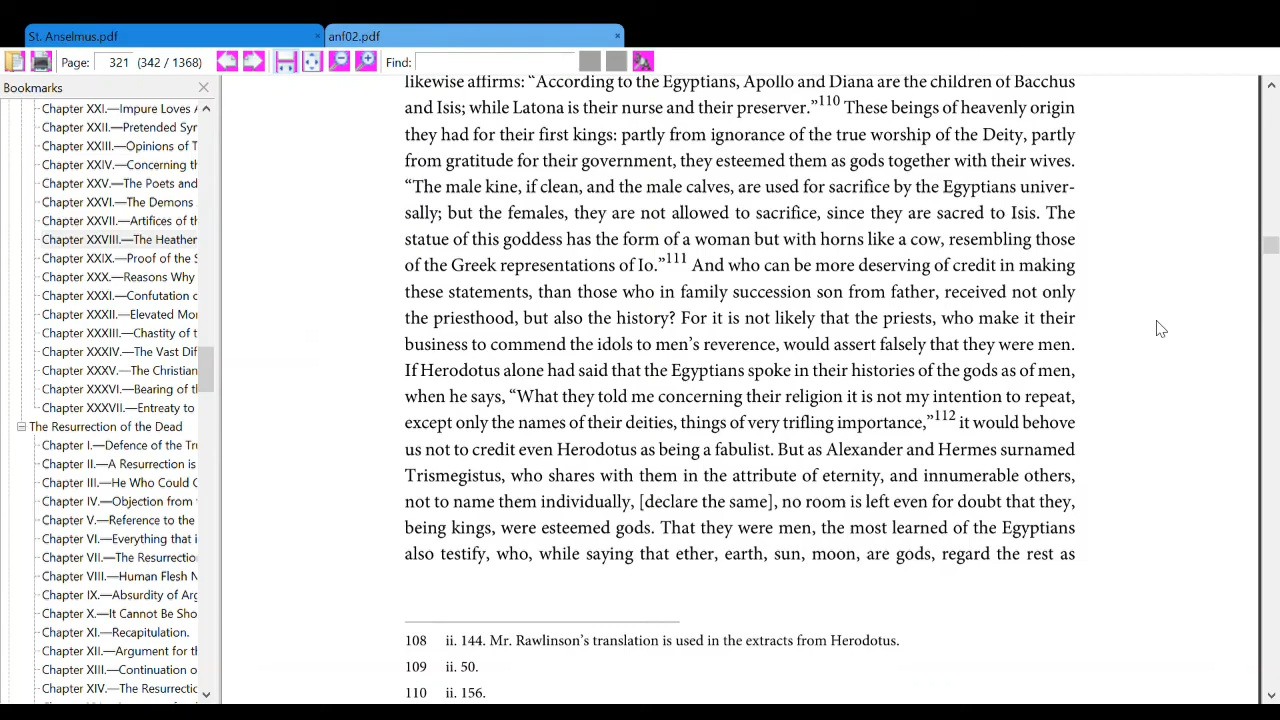 St. Anselmus.pdf
anf02.pdf
Page: 321 (342 / 1368) Find:
Bookmarks
Chapter XXI.—Impure Loves A
Chapter XXII.—Pretended Syr
Chapter XXIII.—Opinions of T
Chapter XXIV.—Concerning th
Chapter XXV.—The Poets and
Chapter XXVI.—The Demons
Chapter XXVII.—Artifices of th
Chapter XXVIII.—The Heather
Chapter XXIX.—Proof of the S
Chapter XXX.—Reasons Why
Chapter XXXI.—Confutation o
Chapter XXXII.—Elevated Mor
Chapter XXXIII.—Chastity of t
Chapter XXXIV.—The Vast Dif
Chapter XXXV.—The Christian
Chapter XXXVI.—Bearing of th
Chapter XXXVII.—Entreaty to
The Resurrection of the Dead
Chapter I.—Defence of the Tru
Chapter II.—A Resurrection is
Chapter III.—He Who Could C
Chapter IV.—Objection from
Chapter V.—Reference to the
Chapter VI.—Everything that i
Chapter VII.—The Resurrectio
Chapter VIII.—Human Flesh N
Chapter IX.—Absurdity of Arg
Chapter X.—It Cannot Be Sho
Chapter XI.—Recapitulation.
Chapter XII.—Argument for th
Chapter XIII.—Continuation o
Chapter XIV.—The Resurrectic
likewise affirms: “According to the Egyptians, Apollo and Diana are the children of Bacchus
and Isis; while Latona is their nurse and their preserver.”110 These beings of heavenly origin
they had for their first kings: partly from ignorance of the true worship of the Deity, partly
from gratitude for their government, they esteemed them as gods together with their wives.
“The male kine, if clean, and the male calves, are used for sacrifice by the Egyptians univer-
sally; but the females, they are not allowed to sacrifice, since they are sacred to Isis. The
statue of this goddess has the form of a woman but with horns like a cow, resembling those
of the Greek representations of Io.”111 And who can be more deserving of credit in making
these statements, than those who in family succession son from father, received not only
the priesthood, but also the history? For it is not likely that the priests, who make it their
business to commend the idols to men’s reverence, would assert falsely that they were men.
If Herodotus alone had said that the Egyptians spoke in their histories of the gods as of men,
when he says, “What they told me concerning their religion it is not my intention to repeat,
except only the names of their deities, things of very trifling importance,”112 it would behove
us not to credit even Herodotus as being a fabulist. But as Alexander and Hermes surnamed
Trismegistus, who shares with them in the attribute of eternity, and innumerable others,
not to name them individually, [declare the same], no room is left even for doubt that they,
being kings, were esteemed gods. That they were men, the most learned of the Egyptians
also testify, who, while saying that ether, earth, sun, moon, are gods, regard the rest as
108 ii. 144. Mr. Rawlinson’s translation is used in the extracts from Herodotus.
109 ii. 50.
110 ii. 156.